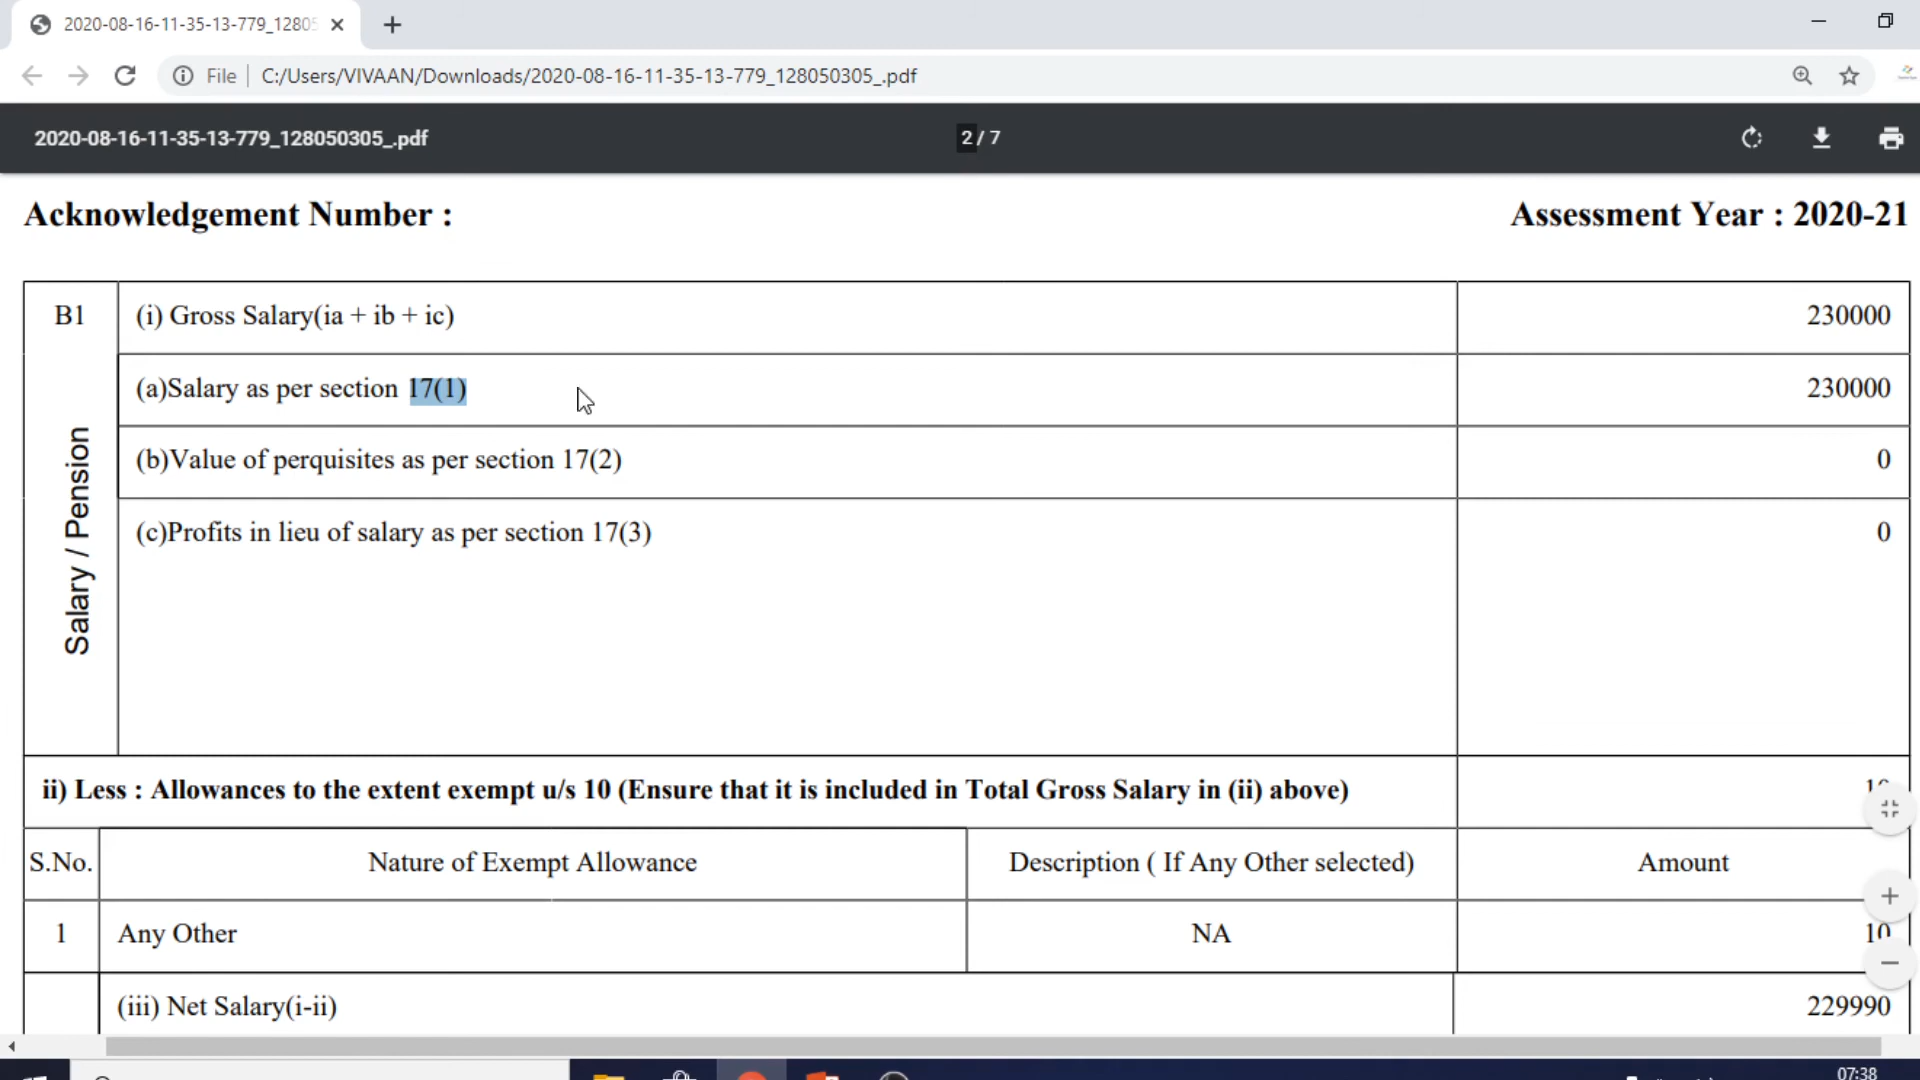 2020-08-16-11-35-13-779_1280
File C:/Users/VIVAAN/Downloads/2020-08-16-11-35-13-779_128050305_.pdf
2020-08-16-11-35-13-779_128050305_.pdf 2 / 7
Acknowledgement Number : Assessment Year : 2020-21
B1 (i) Gross Salary(ia + ib + ic) 230000
Salary / Pension
(a)Salary as per section 17(1) 230000
(b)Value of perquisites as per section 17(2) 0
(c)Profits in lieu of salary as per section 17(3) 0
ii) Less : Allowances to the extent exempt u/s 10 (Ensure that it is included in Total Gross Salary in (ii) above) 10
S.No. Nature of Exempt Allowance Description ( If Any Other selected) Amount
1 Any Other NA 10
(iii) Net Salary(i-ii) 229990
07:38